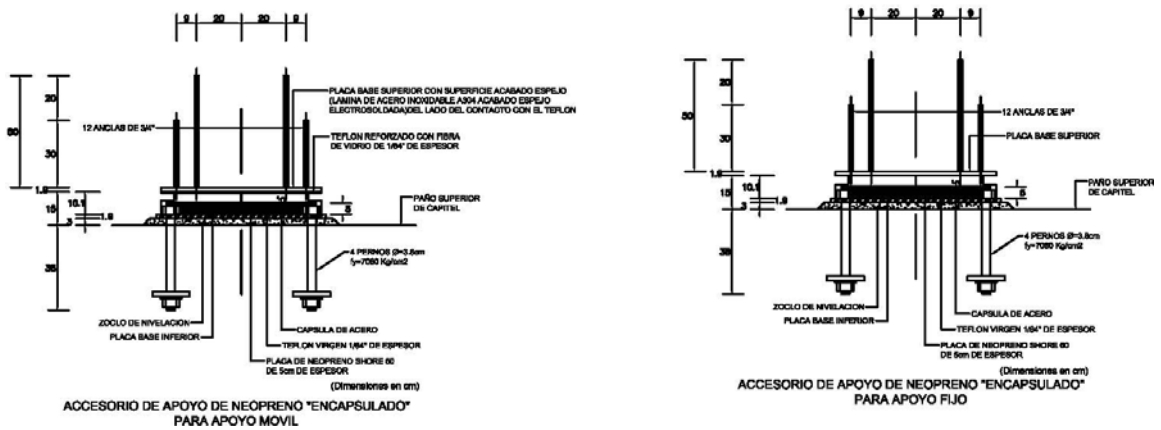 9 20 20 9
20
50
30
1.9
10.1
15
1.9
3
5
35
PLACA BASE SUPERIOR CON SUPERFICIE ACABADO ESPEJO
(LAMINA DE ACERO INOXIDABLE A304 ACABADO ESPEJO
ELECTROSOLDADA)DEL LADO DEL CONTACTO CON EL TEFLON
12 ANCLAS DE 3/4"
TEFLON REFORZADO CON FIBRA
DE VIDRIO DE 1/64" DE ESPESOR
PAÑO SUPERIOR
DE CAPITEL
4 PERNOS Ø=3.8cm
fy=7080 Kg/cm2
ZOCLO DE NIVELACION
PLACA BASE INFERIOR
CAPSULA DE ACERO
TEFLON VIRGEN 1/64" DE ESPESOR
PLACA DE NEOPRENO SHORE 60
DE 5cm DE ESPESOR
(Dimensiones en cm)
ACCESORIO DE APOYO DE NEOPRENO "ENCAPSULADO"
PARA APOYO MOVIL
9 20 20 9
20
50
30
1.9
10.1
15
1.9
3
5
35
12 ANCLAS DE 3/4"
PLACA BASE SUPERIOR
PAÑO SUPERIOR
DE CAPITEL
4 PERNOS Ø=3.8cm
fy=7080 Kg/cm2
ZOCLO DE NIVELACION
PLACA BASE INFERIOR
CAPSULA DE ACERO
TEFLON VIRGEN 1/64" DE ESPESOR
PLACA DE NEOPRENO SHORE 60
DE 5cm DE ESPESOR
(Dimensiones en cm)
ACCESORIO DE APOYO DE NEOPRENO "ENCAPSULADO"
PARA APOYO FIJO